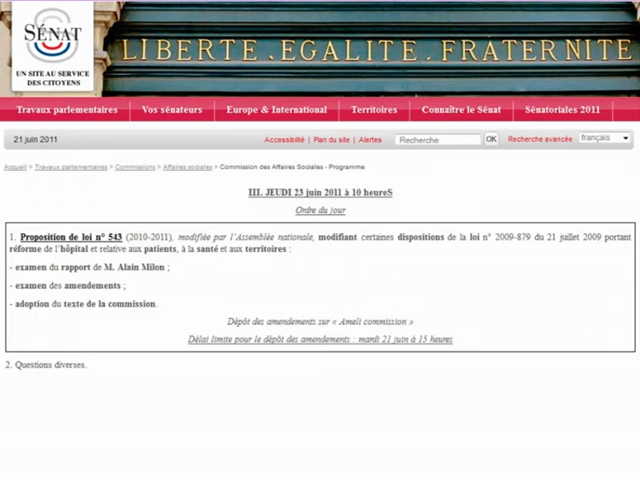 SÉNAT
UN SITE AU SERVICE
DES CITOYENS
LIBERTE . EGALITE . FRATERNITE
Travaux parlementaires
Vos sénateurs
Europe & International
Territoires
Connaître le Sénat
Sénatoriales 2011
21 juin 2011
Accessibilité | Plan du site | Alertes
Recherche
OK
Recherche avancée
français
Accueil > Travaux parlementaires > Commissions > Affaires sociales > Commission des Affaires Sociales - Programme
III. JEUDI 23 juin 2011 à 10 heureS
Ordre du jour
1. Proposition de loi n° 543 (2010-2011), modifiée par l'Assemblée nationale, modifiant certaines dispositions de la loi n° 2009-879 du 21 juillet 2009 portant
réforme de l'hôpital et relative aux patients, à la santé et aux territoires :
- examen du rapport de M. Alain Milon ;
- examen des amendements ;
- adoption du texte de la commission.
Dépôt des amendements sur « Ameli commission »
Délai limite pour le dépôt des amendements : mardi 21 juin à 15 heures
2. Questions diverses.